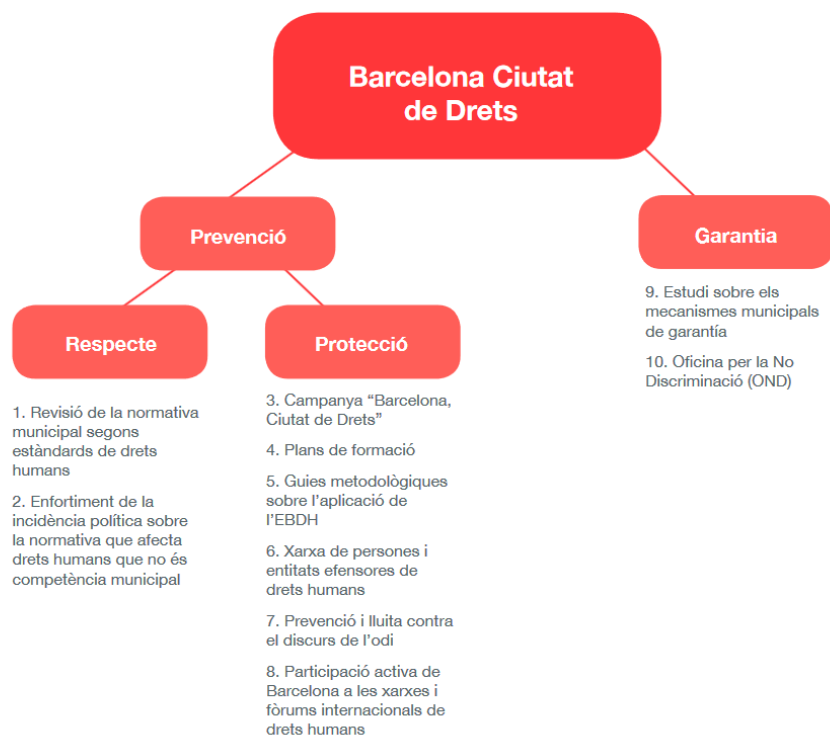 Barcelona Ciutat
de Drets
Prevenció
Garantia
Respecte
Protecció
1. Revisió de la normativa
municipal segons
estàndards de drets
humans
2. Enfortiment de la
incidència política sobre
la normativa que afecta
drets humans que no és
competència municipal
3. Campanya “Barcelona,
Ciutat de Drets”
4. Plans de formació
5. Guies metodològiques
sobre l’aplicació de
l’EBDH
6. Xarxa de persones i
entitats efensores de
drets humans
7. Prevenció i lluita contra
el discurs de l’odi
8. Participació activa de
Barcelona a les xarxes i
fòrums internacionals de
drets humans
9. Estudi sobre els
mecanismes municipals
de garantía
10. Oficina per la No
Discriminació (OND)